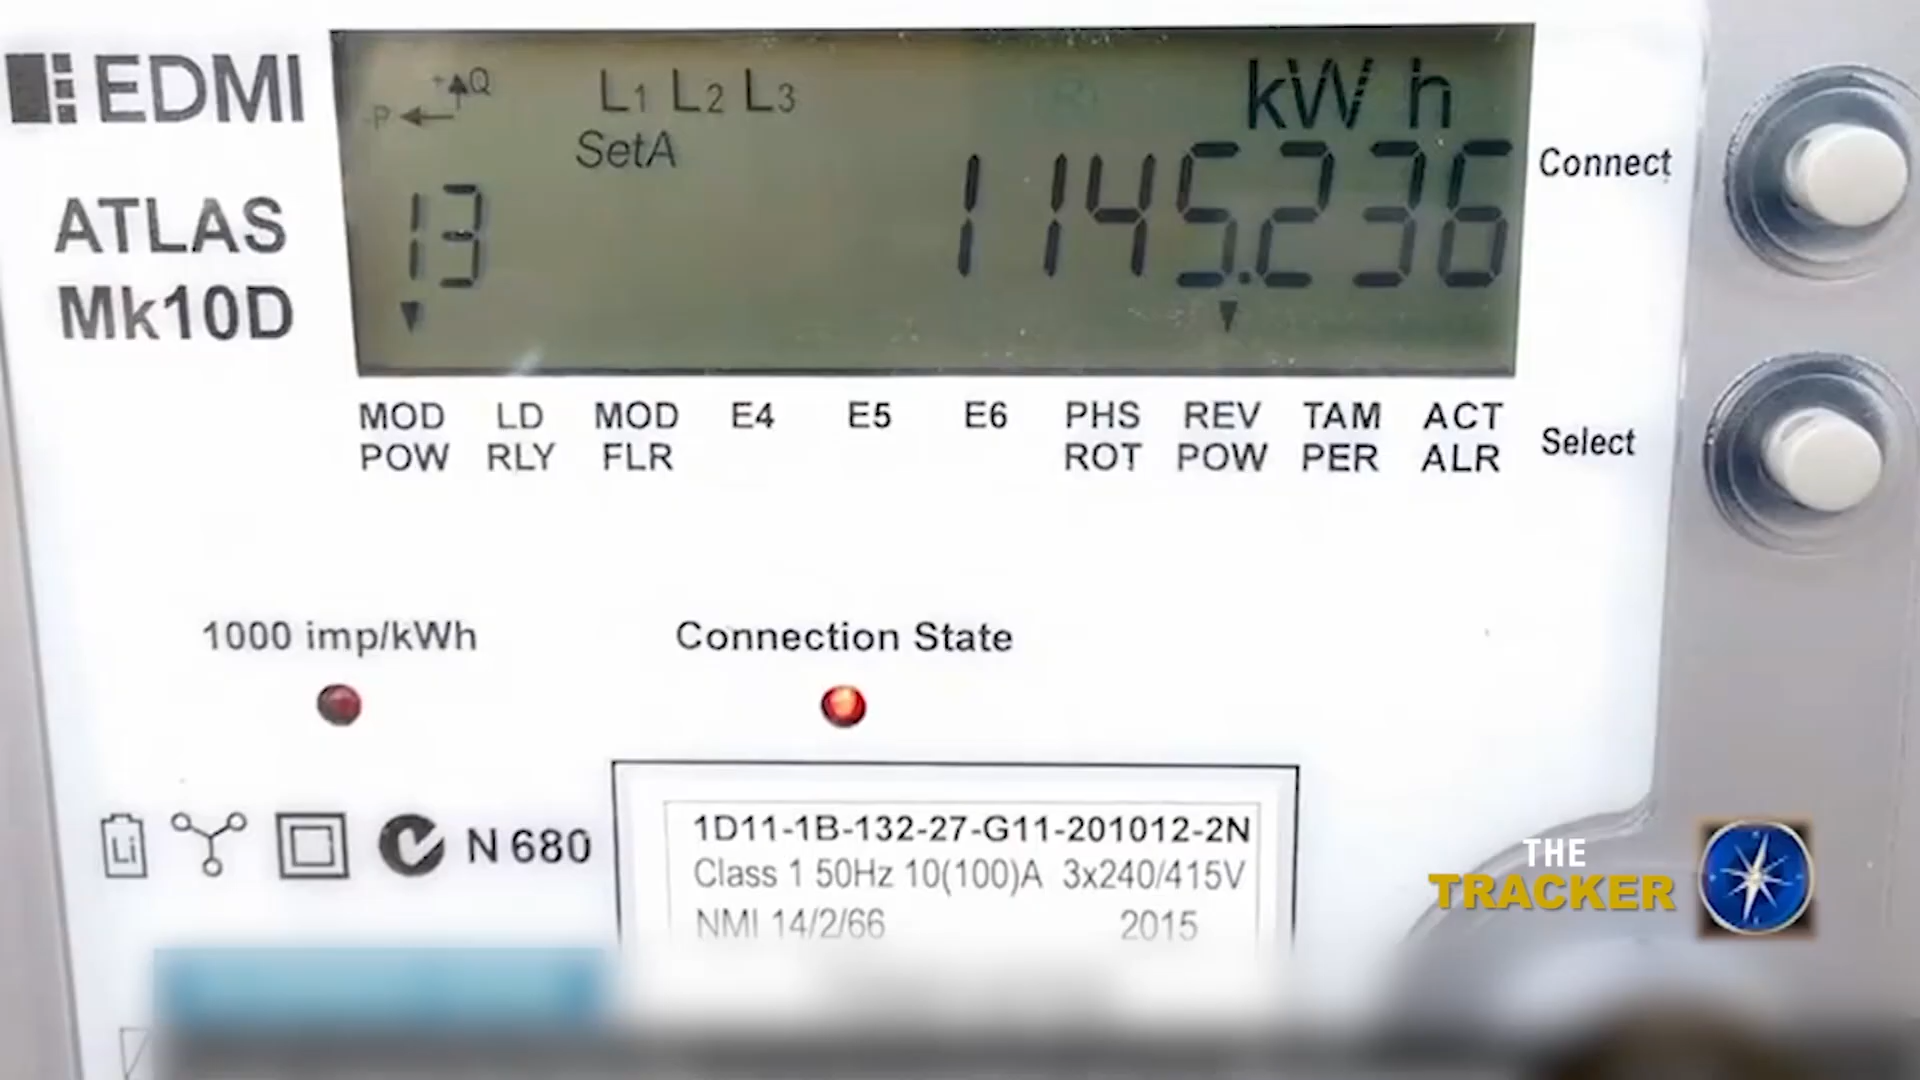 EDMI
ATLAS
Mk10D
+Q
-P
L1 L2 L3
SetA
kWh
13
1145.236
Connect
MOD POW
LD RLY
MOD FLR
E4
E5
E6
PHS ROT
REV POW
TAM PER
ACT ALR
Select
1000 imp/kWh
Connection State
Li
N 680
1D11-1B-132-27-G11-201012-2N
Class 1 50Hz 10(100)A 3x240/415V
NMI 14/2/66 2015
THE
TRACKER